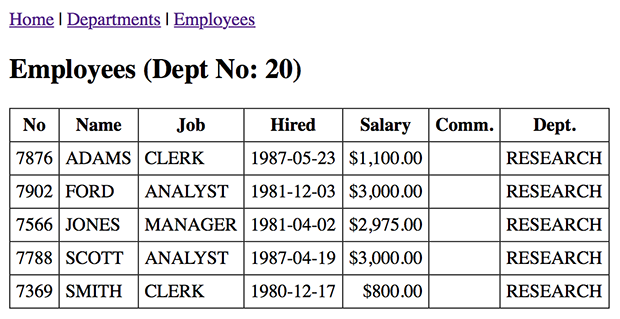 Home | Departments | Employees
Employees (Dept No: 20)
No Name Job Hired Salary Comm. Dept.
7876 ADAMS CLERK 1987-05-23 $1,100.00 RESEARCH
7902 FORD ANALYST 1981-12-03 $3,000.00 RESEARCH
7566 JONES MANAGER 1981-04-02 $2,975.00 RESEARCH
7788 SCOTT ANALYST 1987-04-19 $3,000.00 RESEARCH
7369 SMITH CLERK 1980-12-17 $800.00 RESEARCH